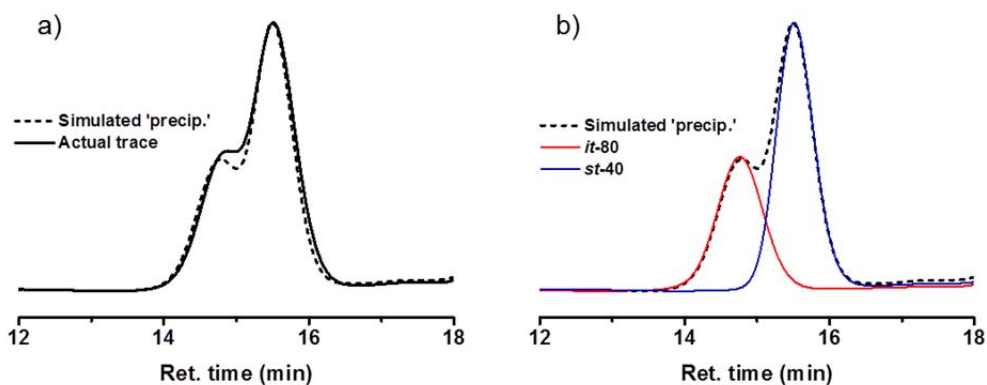 a)
Simulated 'precip.'
Actual trace
12 14 16 18
Ret. time (min)
b)
Simulated 'precip.'
it-80
st-40
12 14 16 18
Ret. time (min)